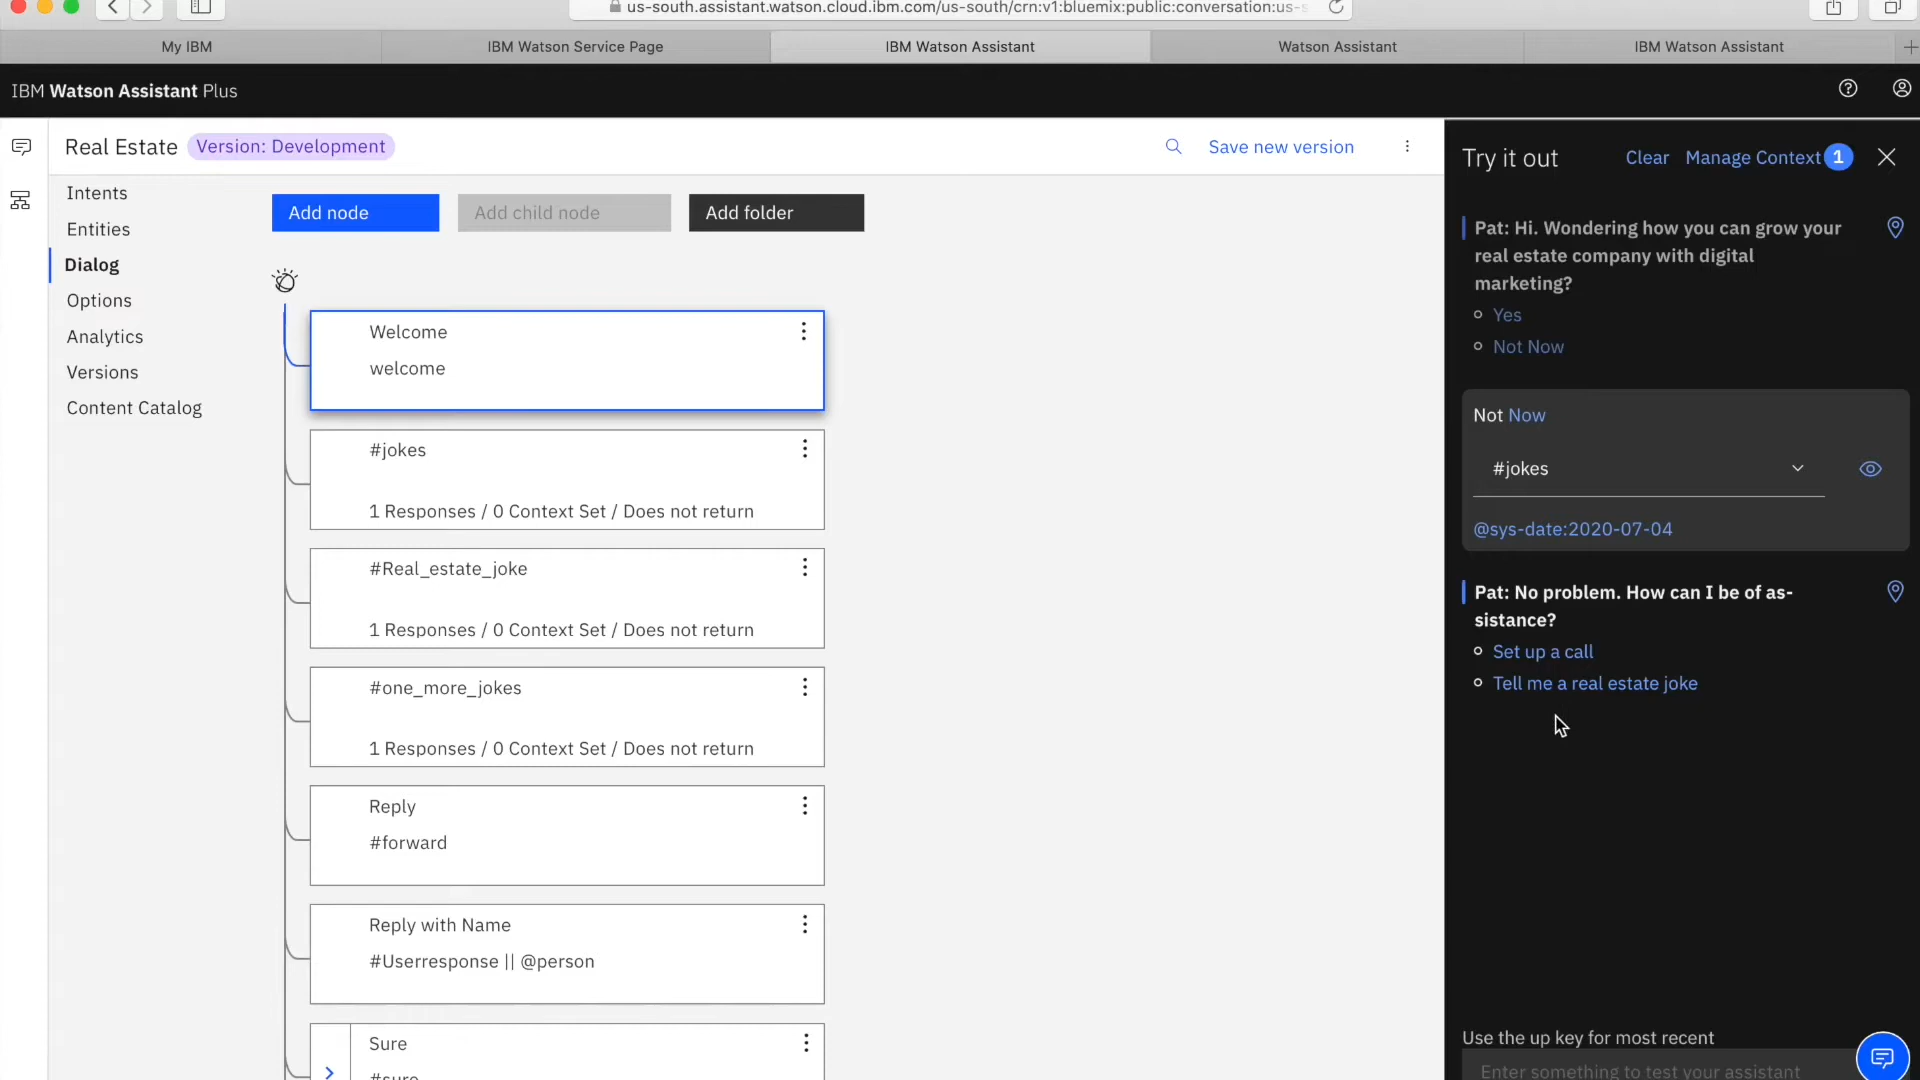 us-south.assistant.watson.cloud.ibm.com/us-south/crn:v1:bluemix:public:conversation:us-s
My IBM
IBM Watson Service Page
IBM Watson Assistant
Watson Assistant
IBM Watson Assistant
IBM Watson Assistant Plus
Real Estate
Version: Development
Save new version
Intents
Entities
Dialog
Options
Analytics
Versions
Content Catalog
Add node
Add child node
Add folder
Welcome
welcome
#jokes
1 Responses / 0 Context Set / Does not return
#Real_estate_joke
1 Responses / 0 Context Set / Does not return
#one_more_jokes
1 Responses / 0 Context Set / Does not return
Reply
#forward
Reply with Name
#Userresponse || @person
Sure
#sure
Try it out
Clear
Manage Context 1
Pat: Hi. Wondering how you can grow your
real estate company with digital
marketing?
Yes
Not Now
Not Now
#jokes
@sys-date:2020-07-04
Pat: No problem. How can I be of as-
sistance?
Set up a call
Tell me a real estate joke
Use the up key for most recent
Enter something to test your assistant